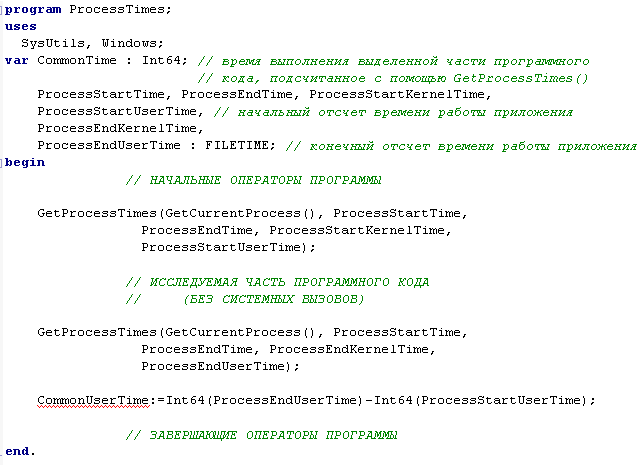 program ProcessTimes;
uses
SysUtils, Windows;
var CommonTime : Int64; // время выполнения выделенной части программного
// кода, подсчитанное с помощью GetProcessTimes()
ProcessStartTime, ProcessEndTime, ProcessStartKernelTime,
ProcessStartUserTime, // начальный отсчет времени работы приложения
ProcessEndKernelTime,
ProcessEndUserTime : FILETIME; // конечный отсчет времени работы приложения
begin
// НАЧАЛЬНЫЕ ОПЕРАТОРЫ ПРОГРАММЫ
GetProcessTimes(GetCurrentProcess(), ProcessStartTime,
ProcessEndTime, ProcessStartKernelTime,
ProcessStartUserTime);
// ИССЛЕДУЕМАЯ ЧАСТЬ ПРОГРАММНОГО КОДА
// (БЕЗ СИСТЕМНЫХ ВЫЗОВОВ)
GetProcessTimes(GetCurrentProcess(), ProcessStartTime,
ProcessEndTime, ProcessEndKernelTime,
ProcessEndUserTime);
CommonUserTime:=Int64(ProcessEndUserTime)-Int64(ProcessStartUserTime);
// ЗАВЕРШАЮЩИЕ ОПЕРАТОРЫ ПРОГРАММЫ
end.